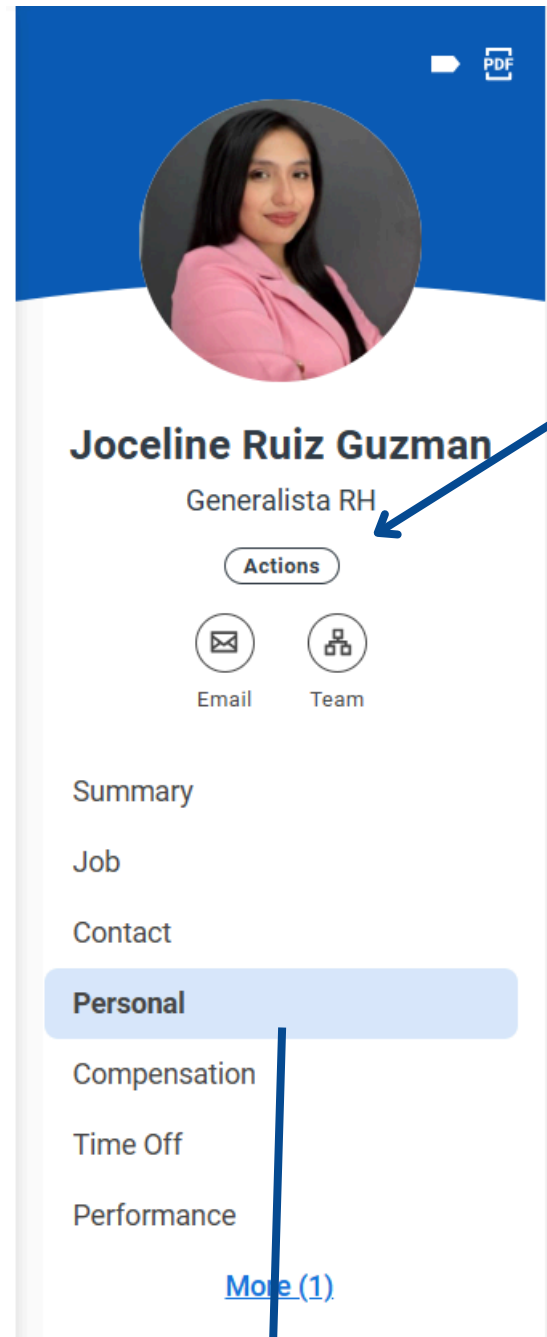 PDF
Joceline Ruiz Guzman
Generalista RH
Actions
Email Team
Summary
Job
Contact
Personal
Compensation
Time Off
Performance
More (1)